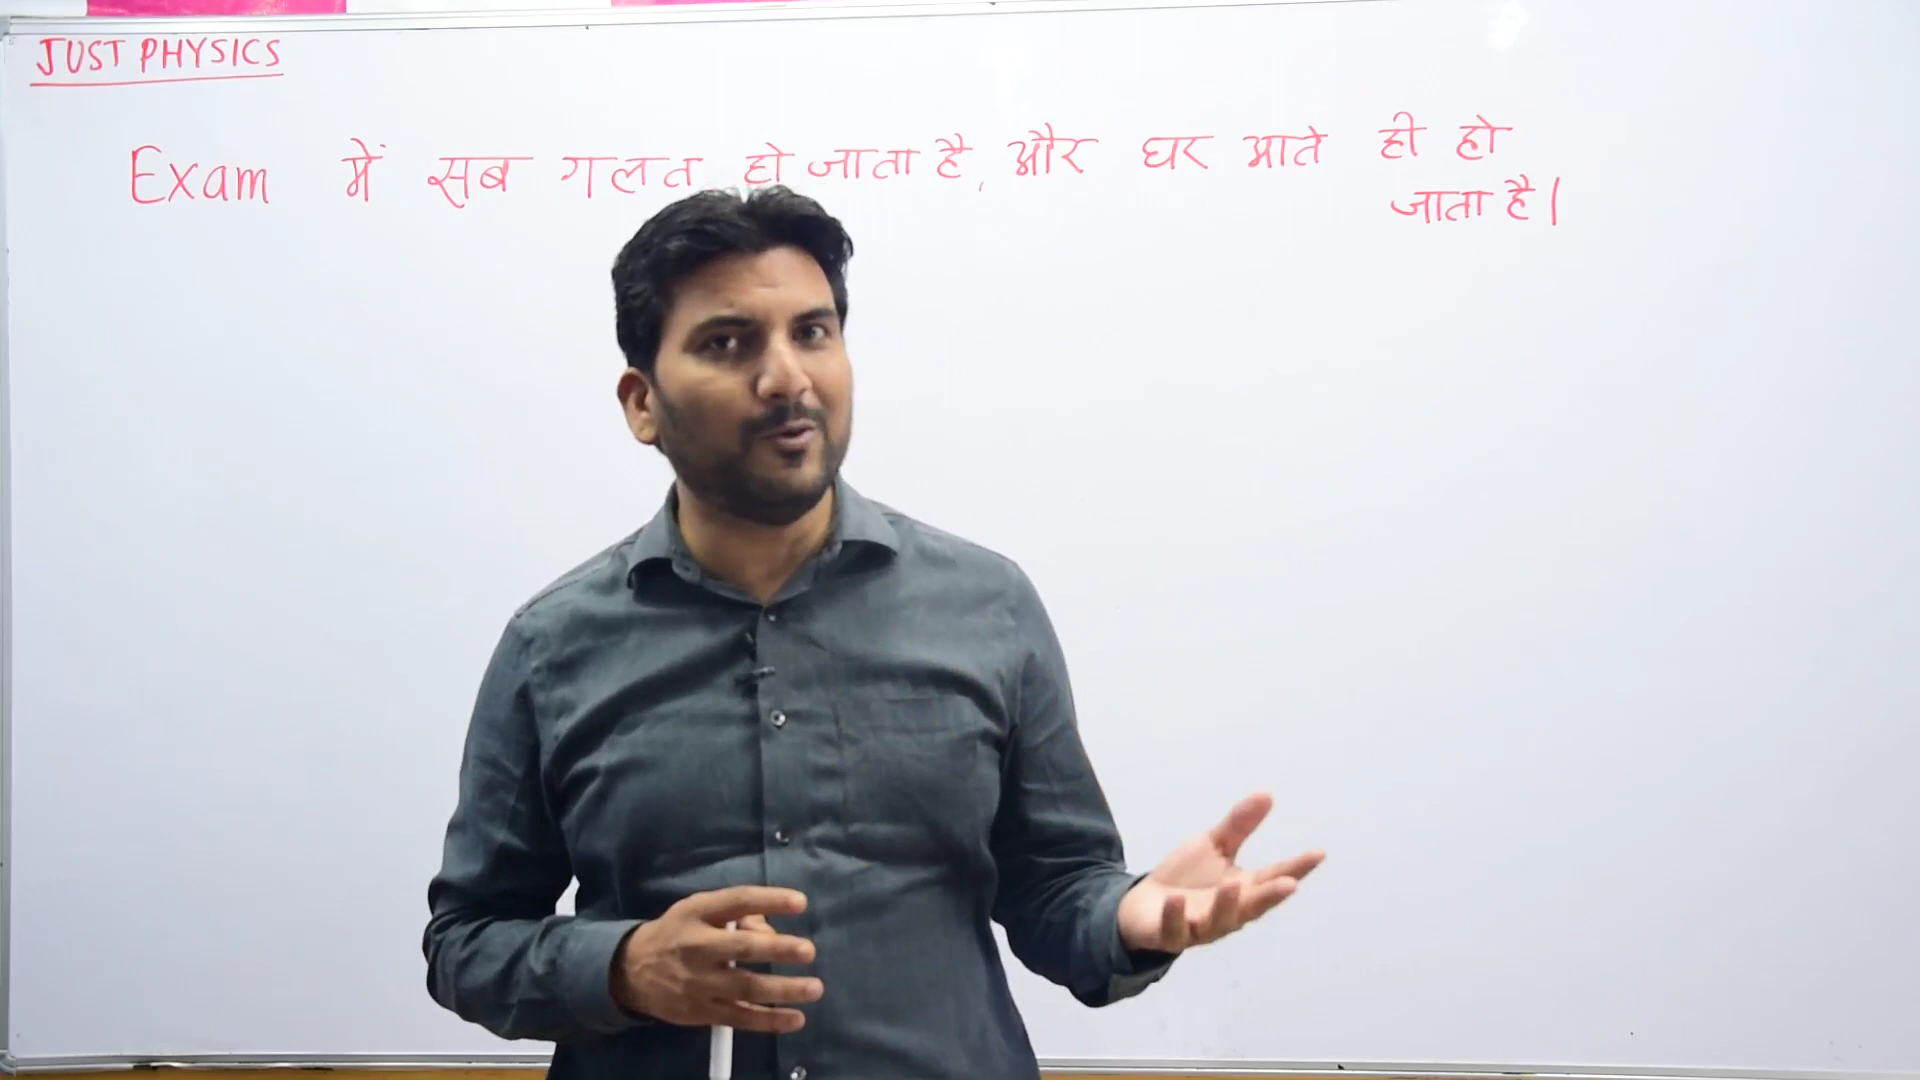 JUST PHYSICS
Exam में सब गलत हो जाता है, और घर आते ही हो
जाता है।